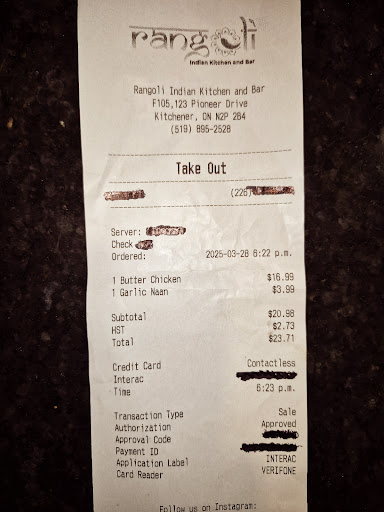 rangoli
Indian Kitchen and Bar
Rangoli Indian Kitchen and Bar
F105,123 Pioneer Drive
Kitchener, ON N2P 2B4
(519) 895-2528
Take Out
(226)
Server:
Check
Ordered: 2025-03-28 6:22 p.m.
1 Butter Chicken $16.99
1 Garlic Naan $3.99
Subtotal $20.98
HST $2.73
Total $23.71
Credit Card Contactless
Interac
Time 6:23 p.m.
Transaction Type Sale
Authorization Approved
Approval Code
Payment ID
Application Label INTERAC
Card Reader VERIFONE
Follow us on Instagram: